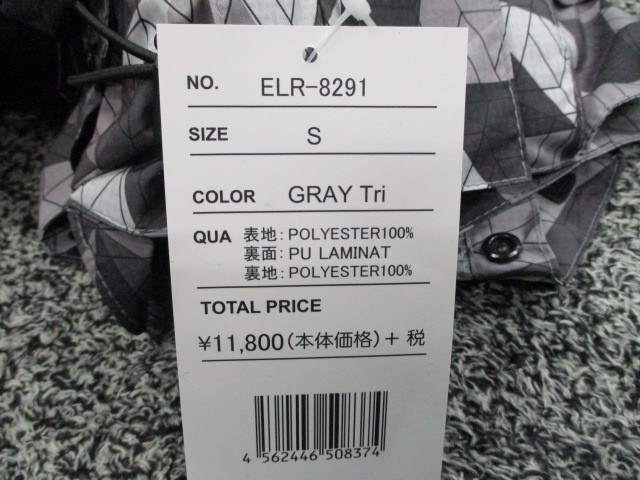 NO. ELR-8291
SIZE S
COLOR GRAY Tri
QUA 表地:POLYESTER100%
裏面:PU LAMINAT
裏地:POLYESTER100%
TOTAL PRICE
¥11,800(本体価格)+税
4 562446 508374